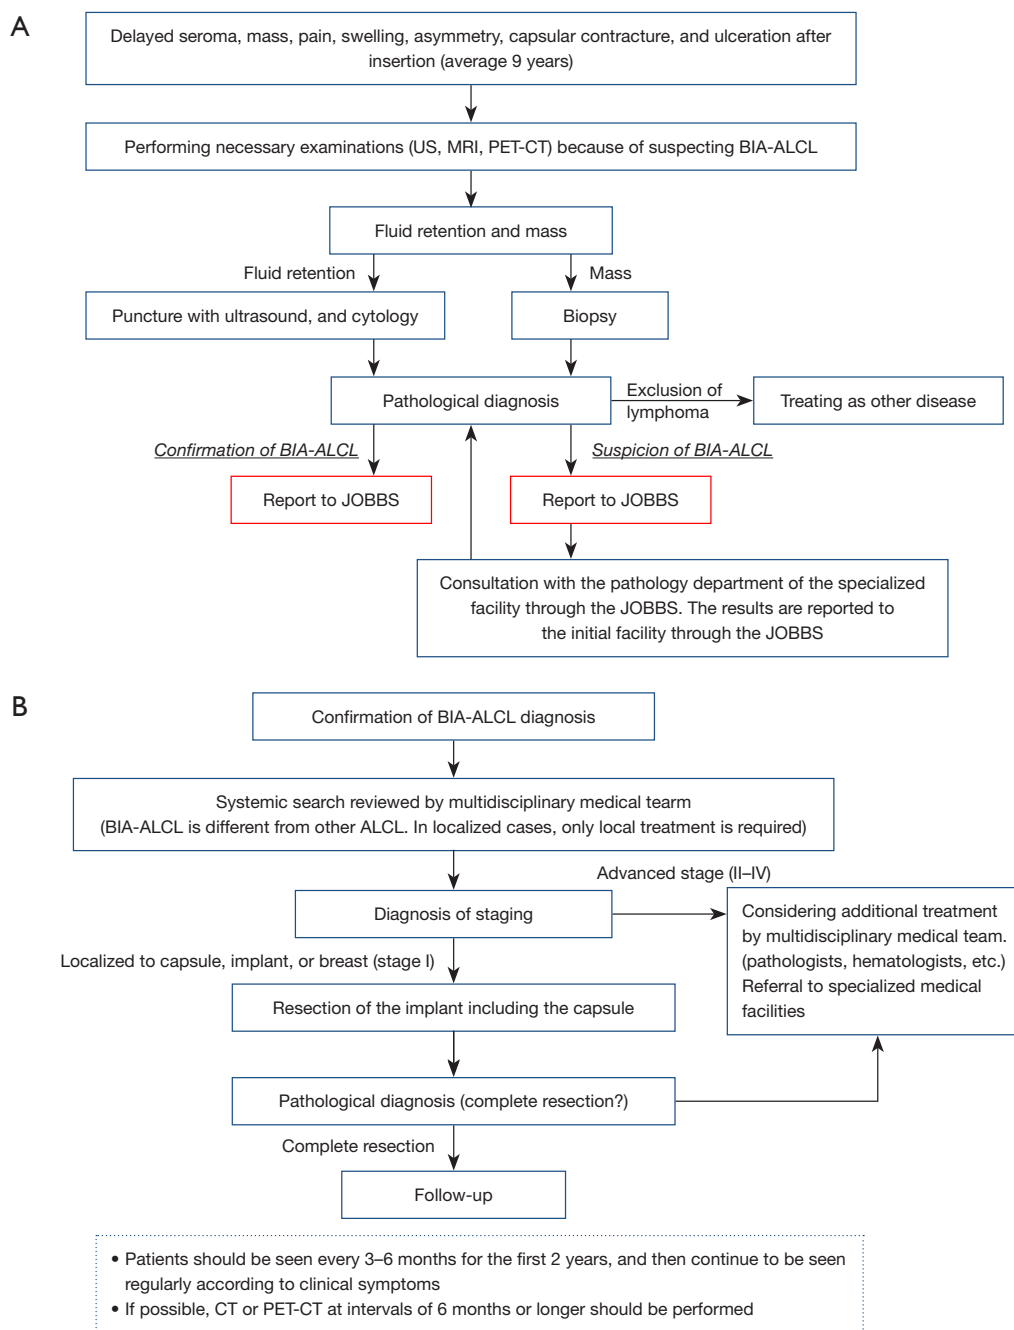 A
Delayed seroma, mass, pain, swelling, asymmetry, capsular contracture, and ulceration after
insertion (average 9 years)
Performing necessary examinations (US, MRI, PET-CT) because of suspecting BIA-ALCL
Fluid retention and mass
Fluid retention
Mass
Puncture with ultrasound, and cytology
Biopsy
Pathological diagnosis
Exclusion of
lymphoma
Treating as other disease
Confirmation of BIA-ALCL
Suspicion of BIA-ALCL
Report to JOBBS
Report to JOBBS
Consultation with the pathology department of the specialized
facility through the JOBBS. The results are reported to
the initial facility through the JOBBS
B
Confirmation of BIA-ALCL diagnosis
Systemic search reviewed by multidisciplinary medical tearm
(BIA-ALCL is different from other ALCL. In localized cases, only local treatment is required)
Advanced stage (II–IV)
Diagnosis of staging
Considering additional treatment
by multidisciplinary medical team.
(pathologists, hematologists, etc.)
Referral to specialized medical
facilities
Localized to capsule, implant, or breast (stage I)
Resection of the implant including the capsule
Pathological diagnosis (complete resection?)
Complete resection
Follow-up
• Patients should be seen every 3–6 months for the first 2 years, and then continue to be seen
regularly according to clinical symptoms
• If possible, CT or PET-CT at intervals of 6 months or longer should be performed